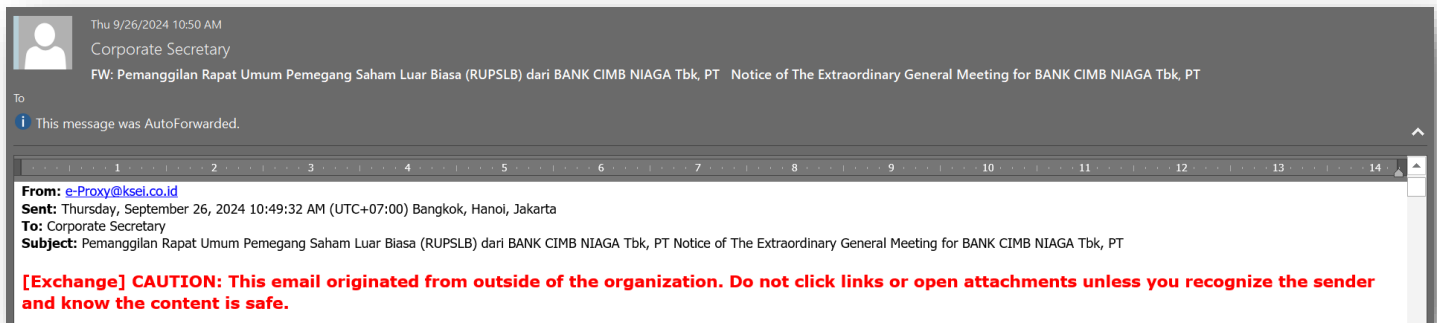 Thu 9/26/2024 10:50 AM
Corporate Secretary
FW: Pemanggilan Rapat Umum Pemegang Saham Luar Biasa (RUPSLB) dari BANK CIMB NIAGA Tbk, PT   Notice of The Extraordinary General Meeting for BANK CIMB NIAGA Tbk, PT
To
This message was AutoForwarded.
1 2 3 4 5 6 7 8 9 10 11 12 13 14
From: e-Proxy@ksei.co.id
Sent: Thursday, September 26, 2024 10:49:32 AM (UTC+07:00) Bangkok, Hanoi, Jakarta
To: Corporate Secretary
Subject: Pemanggilan Rapat Umum Pemegang Saham Luar Biasa (RUPSLB) dari BANK CIMB NIAGA Tbk, PT Notice of The Extraordinary General Meeting for BANK CIMB NIAGA Tbk, PT
[Exchange] CAUTION: This email originated from outside of the organization. Do not click links or open attachments unless you recognize the sender
and know the content is safe.